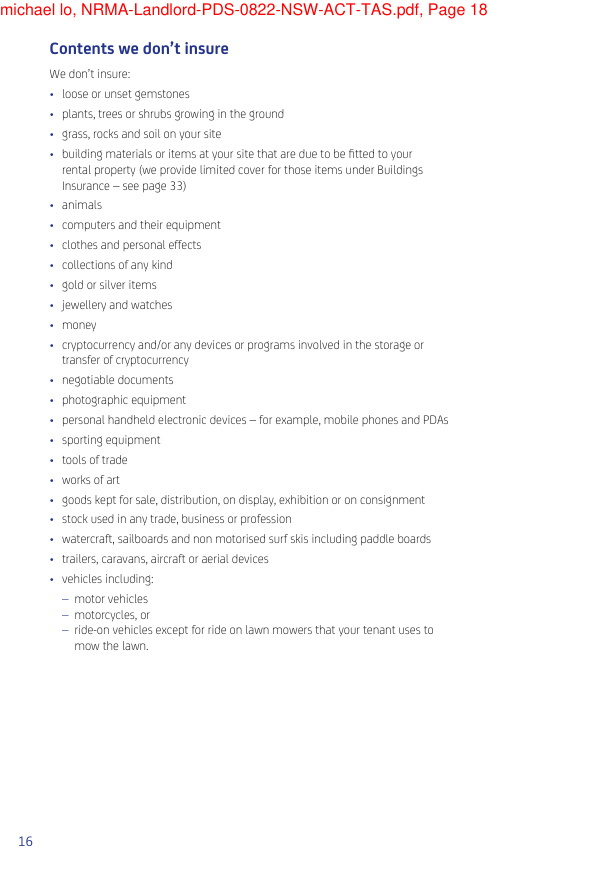 michael lo, NRMA-Landlord-PDS-0822-NSW-ACT-TAS.pdf, Page 18
Contents we don’t insure
We don’t insure:
• loose or unset gemstones
• plants, trees or shrubs growing in the ground
• grass, rocks and soil on your site
• building materials or items at your site that are due to be fitted to your
rental property (we provide limited cover for those items under Buildings
Insurance – see page 33)
• animals
• computers and their equipment
• clothes and personal effects
• collections of any kind
• gold or silver items
• jewellery and watches
• money
• cryptocurrency and/or any devices or programs involved in the storage or
transfer of cryptocurrency
• negotiable documents
• photographic equipment
• personal handheld electronic devices – for example, mobile phones and PDAs
• sporting equipment
• tools of trade
• works of art
• goods kept for sale, distribution, on display, exhibition or on consignment
• stock used in any trade, business or profession
• watercraft, sailboards and non motorised surf skis including paddle boards
• trailers, caravans, aircraft or aerial devices
• vehicles including:
– motor vehicles
– motorcycles, or
– ride-on vehicles except for ride on lawn mowers that your tenant uses to
mow the lawn.
16